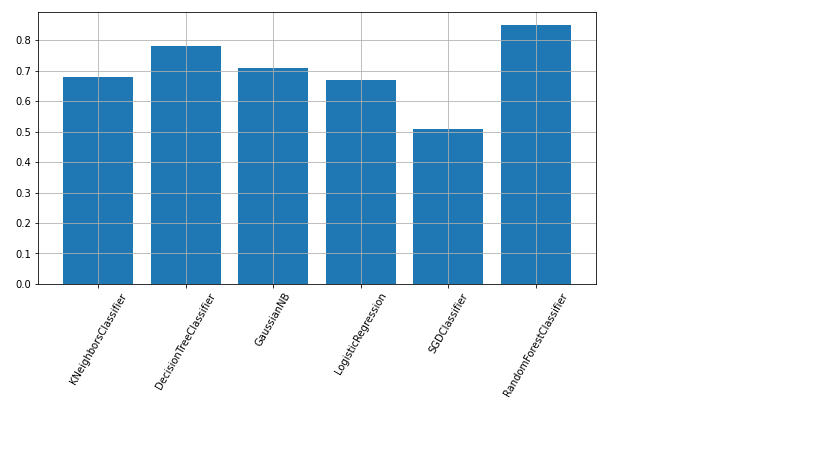 0.8
0.7
0.6
0.5
0.4
0.3
0.2
0.1
0.0
KNeighborsClassifier
DecisionTreeClassifier
GaussianNB
LogisticRegression
SGDClassifier
RandomForestClassifier